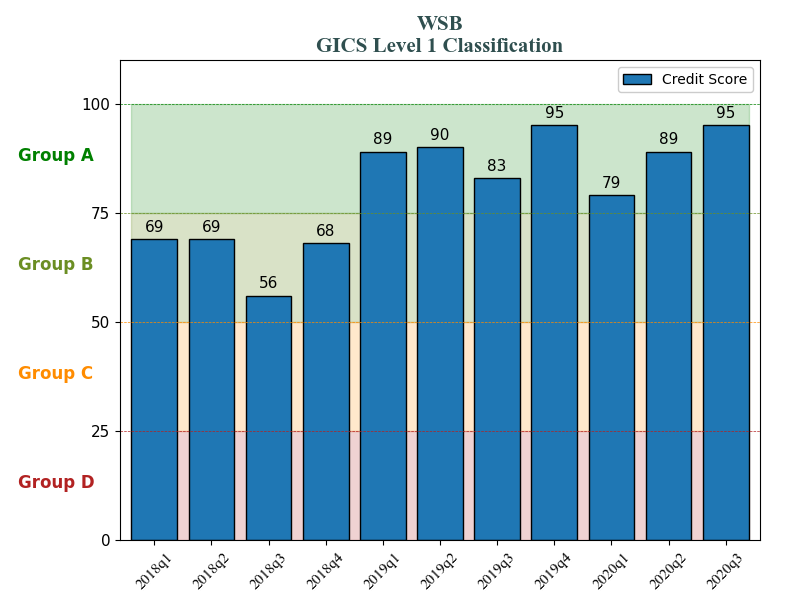 WSB
GICS Level 1 Classification
Credit Score
100
75
50
25
0
Group A
Group B
Group C
Group D
69
69
56
68
89
90
83
95
79
89
95
2018q1
2018q2
2018q3
2018q4
2019q1
2019q2
2019q3
2019q4
2020q1
2020q2
2020q3